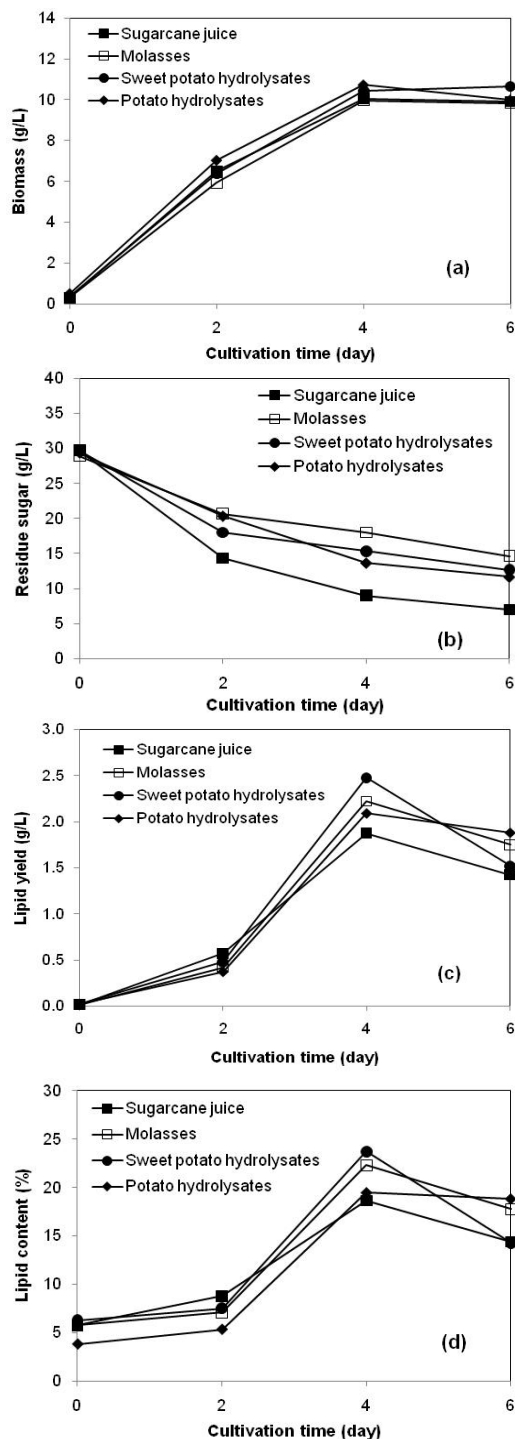 14
12
10
8
6
4
2
0
Biomass (g/L)
Sugarcane juice
Molasses
Sweet potato hydrolysates
Potato hydrolysates
(a)
0 2 4 6
Cultivation time (day)
40
35
30
25
20
15
10
5
0
Residue sugar (g/L)
Sugarcane juice
Molasses
Sweet potato hydrolysates
Potato hydrolysates
(b)
0 2 4 6
Cultivation time (day)
3.0
2.5
2.0
1.5
1.0
0.5
0.0
Lipid yield (g/L)
Sugarcane juice
Molasses
Sweet potato hydrolysates
Potato hydrolysates
(c)
0 2 4 6
Cultivation time (day)
30
25
20
15
10
5
0
Lipid content (%)
Sugarcane juice
Molasses
Sweet potato hydrolysates
Potato hydrolysates
(d)
0 2 4 6
Cultivation time (day)